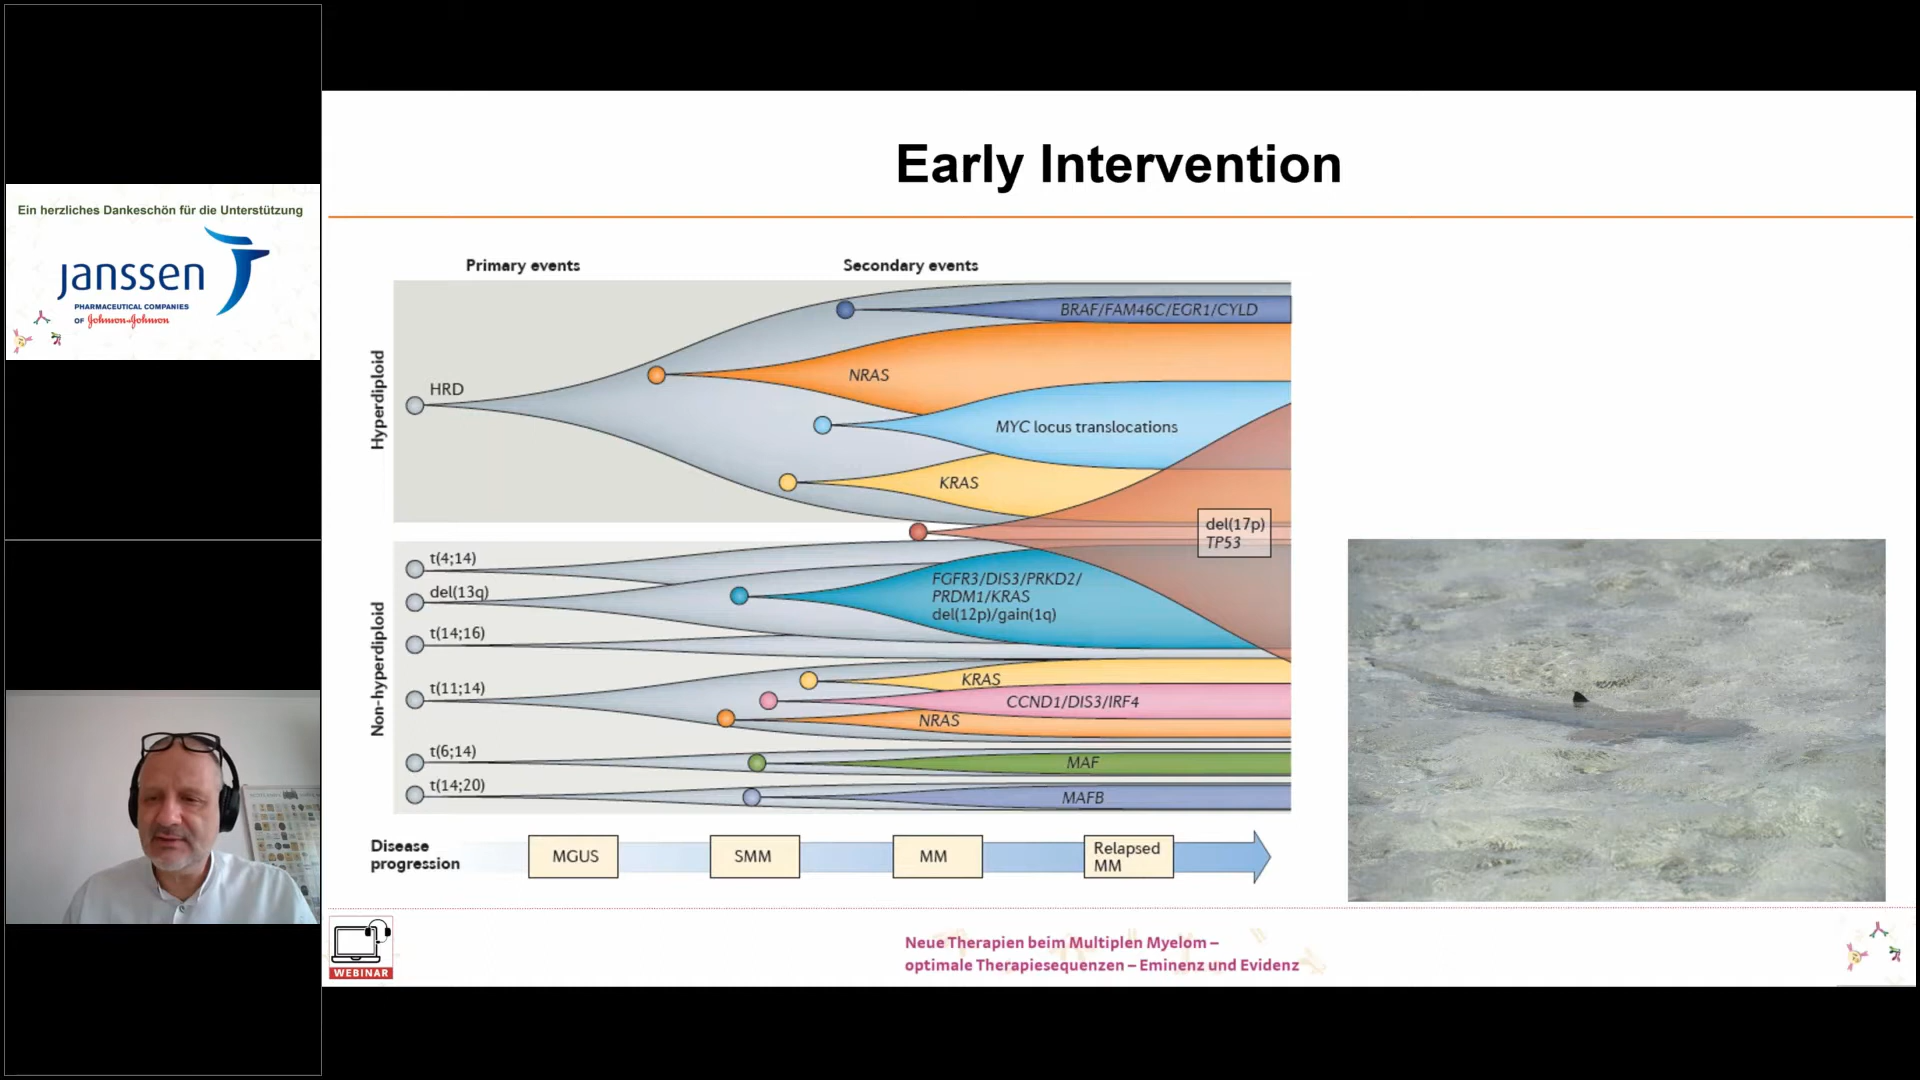 Ein herzliches Dankeschön für die Unterstützung
janssen
PHARMACEUTICAL COMPANIES
OF Johnson & Johnson
Early Intervention
Primary events
Secondary events
Hyperdiploid
HRD
BRAF/FAM46C/EGR1/CYLD
NRAS
MYC locus translocations
KRAS
del(17p)
TP53
Non-hyperdiploid
t(4;14)
del(13q)
t(14;16)
t(11;14)
t(6;14)
t(14;20)
FGFR3/DIS3/PRKD2/
PRDM1/KRAS
del(12p)/gain(1q)
KRAS
CCND1/DIS3/IRF4
NRAS
MAF
MAFB
Disease
progression
MGUS
SMM
MM
Relapsed
MM
WEBINAR
Neue Therapien beim Multiplen Myelom –
optimale Therapiesequenzen – Eminenz und Evidenz